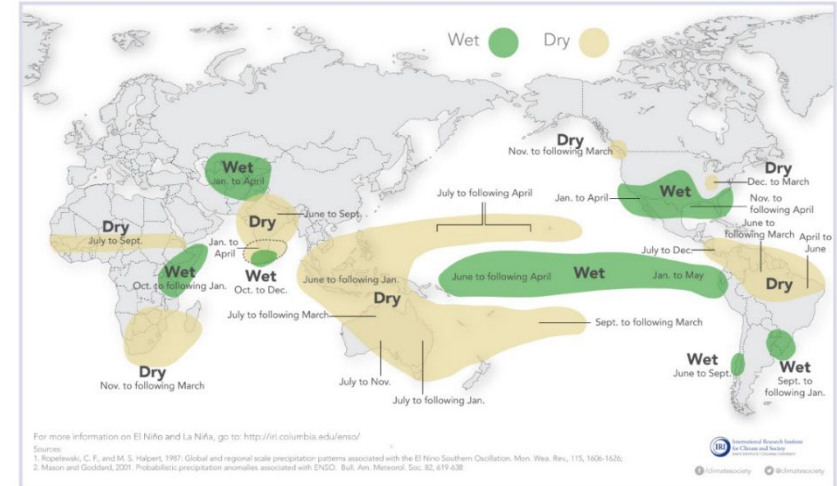 Wet
Dry
Dry
Nov. to following March
Dry
Dec. to March
Wet
Jan. to April
July to following April
Jan. to April
Wet
Nov. to
following April
Dry
July to Sept.
Dry
June to Sept.
Jan. to
April
June to
following March
April to
June
July to Dec.
Wet
Oct. to following Jan.
Wet
Oct. to Dec.
June to following Jan.
Dry
June to following April
Wet
Jan. to May
Dry
July to following March
Sept. to following March
Dry
Nov. to following March
July to Nov.
July to following Jan.
Wet
June to Sept.
Wet
Sept. to
following Jan.
For more information on El Niño and La Niña, go to: http://iri.columbia.edu/enso/
Sources:
1. Ropelewski, C. F., and M. S. Halpert, 1987: Global and regional scale precipitation patterns associated with the El Nino Southern Oscillation. Mon. Wea. Rev., 115, 1606-1626;
2. Mason and Goddard, 2001. Probabilistic precipitation anomalies associated with ENSO. Bull. Am. Meteorol. Soc. 82, 619-638
IRI
International Research Institute
for Climate and Society
/climatesociety
@climatesociety